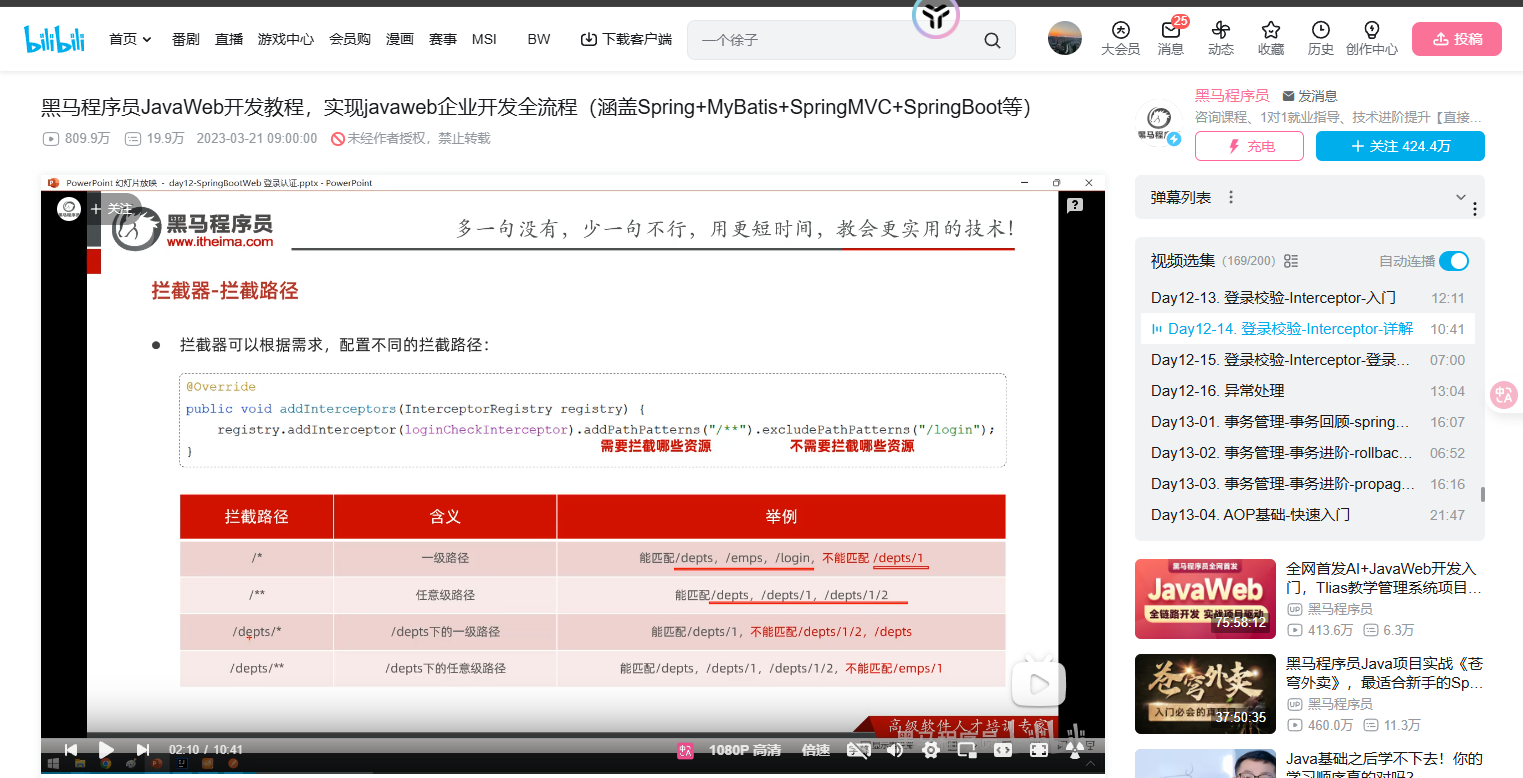 bilibili
首页
番剧
直播
游戏中心
会员购
漫画
赛事
MSI
BW
下载客户端
一个徐子
大会员
25
消息
动态
收藏
历史
创作中心
投稿
黑马程序员JavaWeb开发教程，实现javaweb企业开发全流程（涵盖Spring+MyBatis+SpringMVC+SpringBoot等）
809.9万 19.9万 2023-03-21 09:00:00 未经作者授权，禁止转载
PowerPoint 幻灯片放映 - day12-SpringBootWeb 登录认证.pptx - PowerPoint
+ 关注
黑马程序员
www.itheima.com
多一句没有，少一句不行，用更短时间，教会更实用的技术！
拦截器-拦截路径
● 拦截器可以根据需求，配置不同的拦截路径：
@Override
public void addInterceptors(InterceptorRegistry registry) {
registry.addInterceptor(loginCheckInterceptor).addPathPatterns("/**").excludePathPatterns("/login");
需要拦截哪些资源 不需要拦截哪些资源
}
拦截路径 含义 举例
/* 一级路径 能匹配/depts，/emps，/login，不能匹配 /depts/1
/** 任意级路径 能匹配/depts，/depts/1，/depts/1/2
/depts/* /depts下的一级路径 能匹配/depts/1，不能匹配/depts/1/2，/depts
/depts/** /depts下的任意级路径 能匹配/depts，/depts/1，/depts/1/2，不能匹配/emps/1
高级软件人才培训专家
02:10 / 10:41
1080P 高清
倍速
黑马程序员
发消息
咨询课程、1对1就业指导、技术进阶提升【直接...
充电
+ 关注 424.4万
弹幕列表
视频选集 (169/200) 自动连播
Day12-13. 登录校验-Interceptor-入门 12:11
Day12-14. 登录校验-Interceptor-详解 10:41
Day12-15. 登录校验-Interceptor-登录... 07:00
Day12-16. 异常处理 13:04
Day13-01. 事务管理-事务回顾-spring... 16:07
Day13-02. 事务管理-事务进阶-rollbac... 06:52
Day13-03. 事务管理-事务进阶-propag... 16:16
Day13-04. AOP基础-快速入门 21:47
黑马程序员全网首发
JavaWeb
全链路开发 实战项目驱动
75:58:12
全网首发AI+JavaWeb开发入
门，Tlias教学管理系统项目...
UP 黑马程序员
413.6万 6.3万
苍穹外卖
37:50:35
黑马程序员Java项目实战《苍
穹外卖》，最适合新手的Sp...
UP 黑马程序员
460.0万 11.3万
Java基础之后学不下去！你的
学习顺序真的对吗?